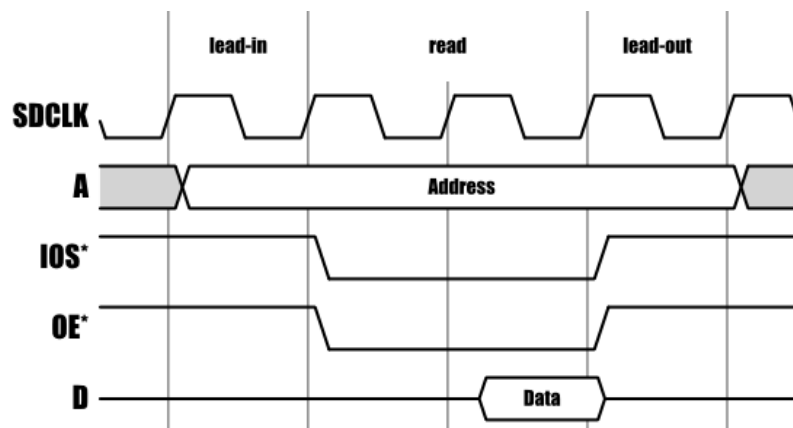 lead-in read lead-out
SDCLK
A Address
IOS*
OE*
D Data